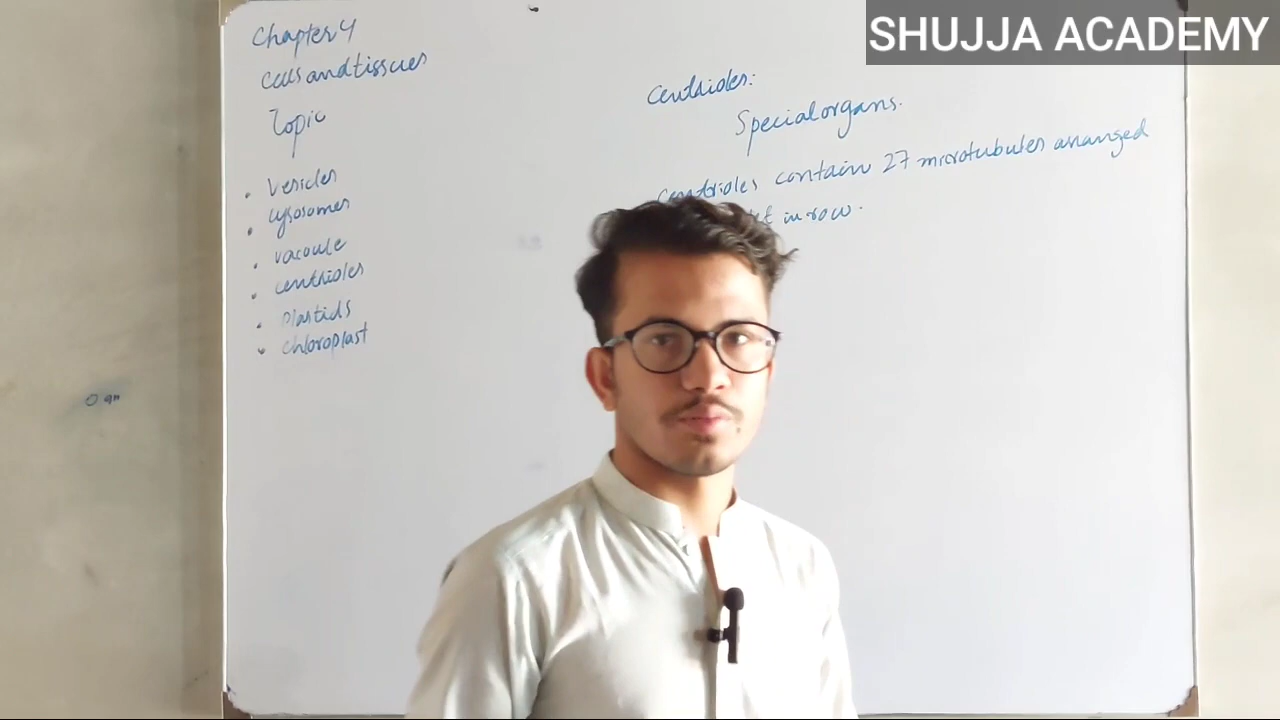 SHUJJA ACADEMY
Chapter 4
Cells and tissues
Topic
• Vesicles
• Lysosomes
• vacoule
• centrioles
• plastids
• chloroplast
Centrioles:
Special organs.
Centrioles contain 27 microtubules arranged
in row.